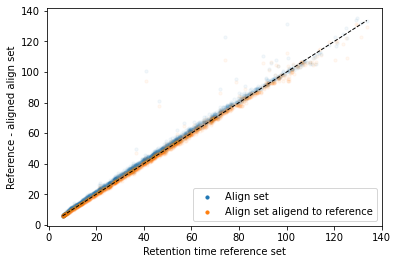 140
120
100
80
60
40
20
0
Reference - aligned align set
Align set
Align set aligend to reference
0 20 40 60 80 100 120 140
Retention time reference set